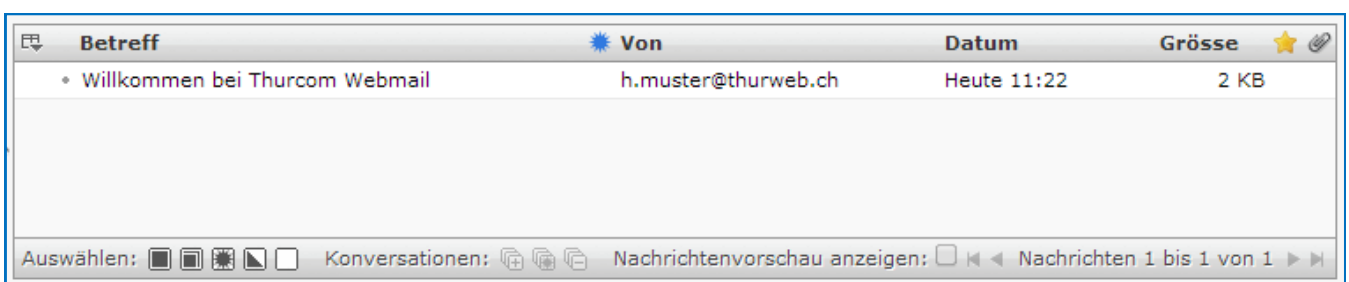 Betreff Von Datum Grösse
Willkommen bei Thurcom Webmail h.muster@thurweb.ch Heute 11:22 2 KB
Auswählen: Konversationen: Nachrichtenvorschau anzeigen: Nachrichten 1 bis 1 von 1